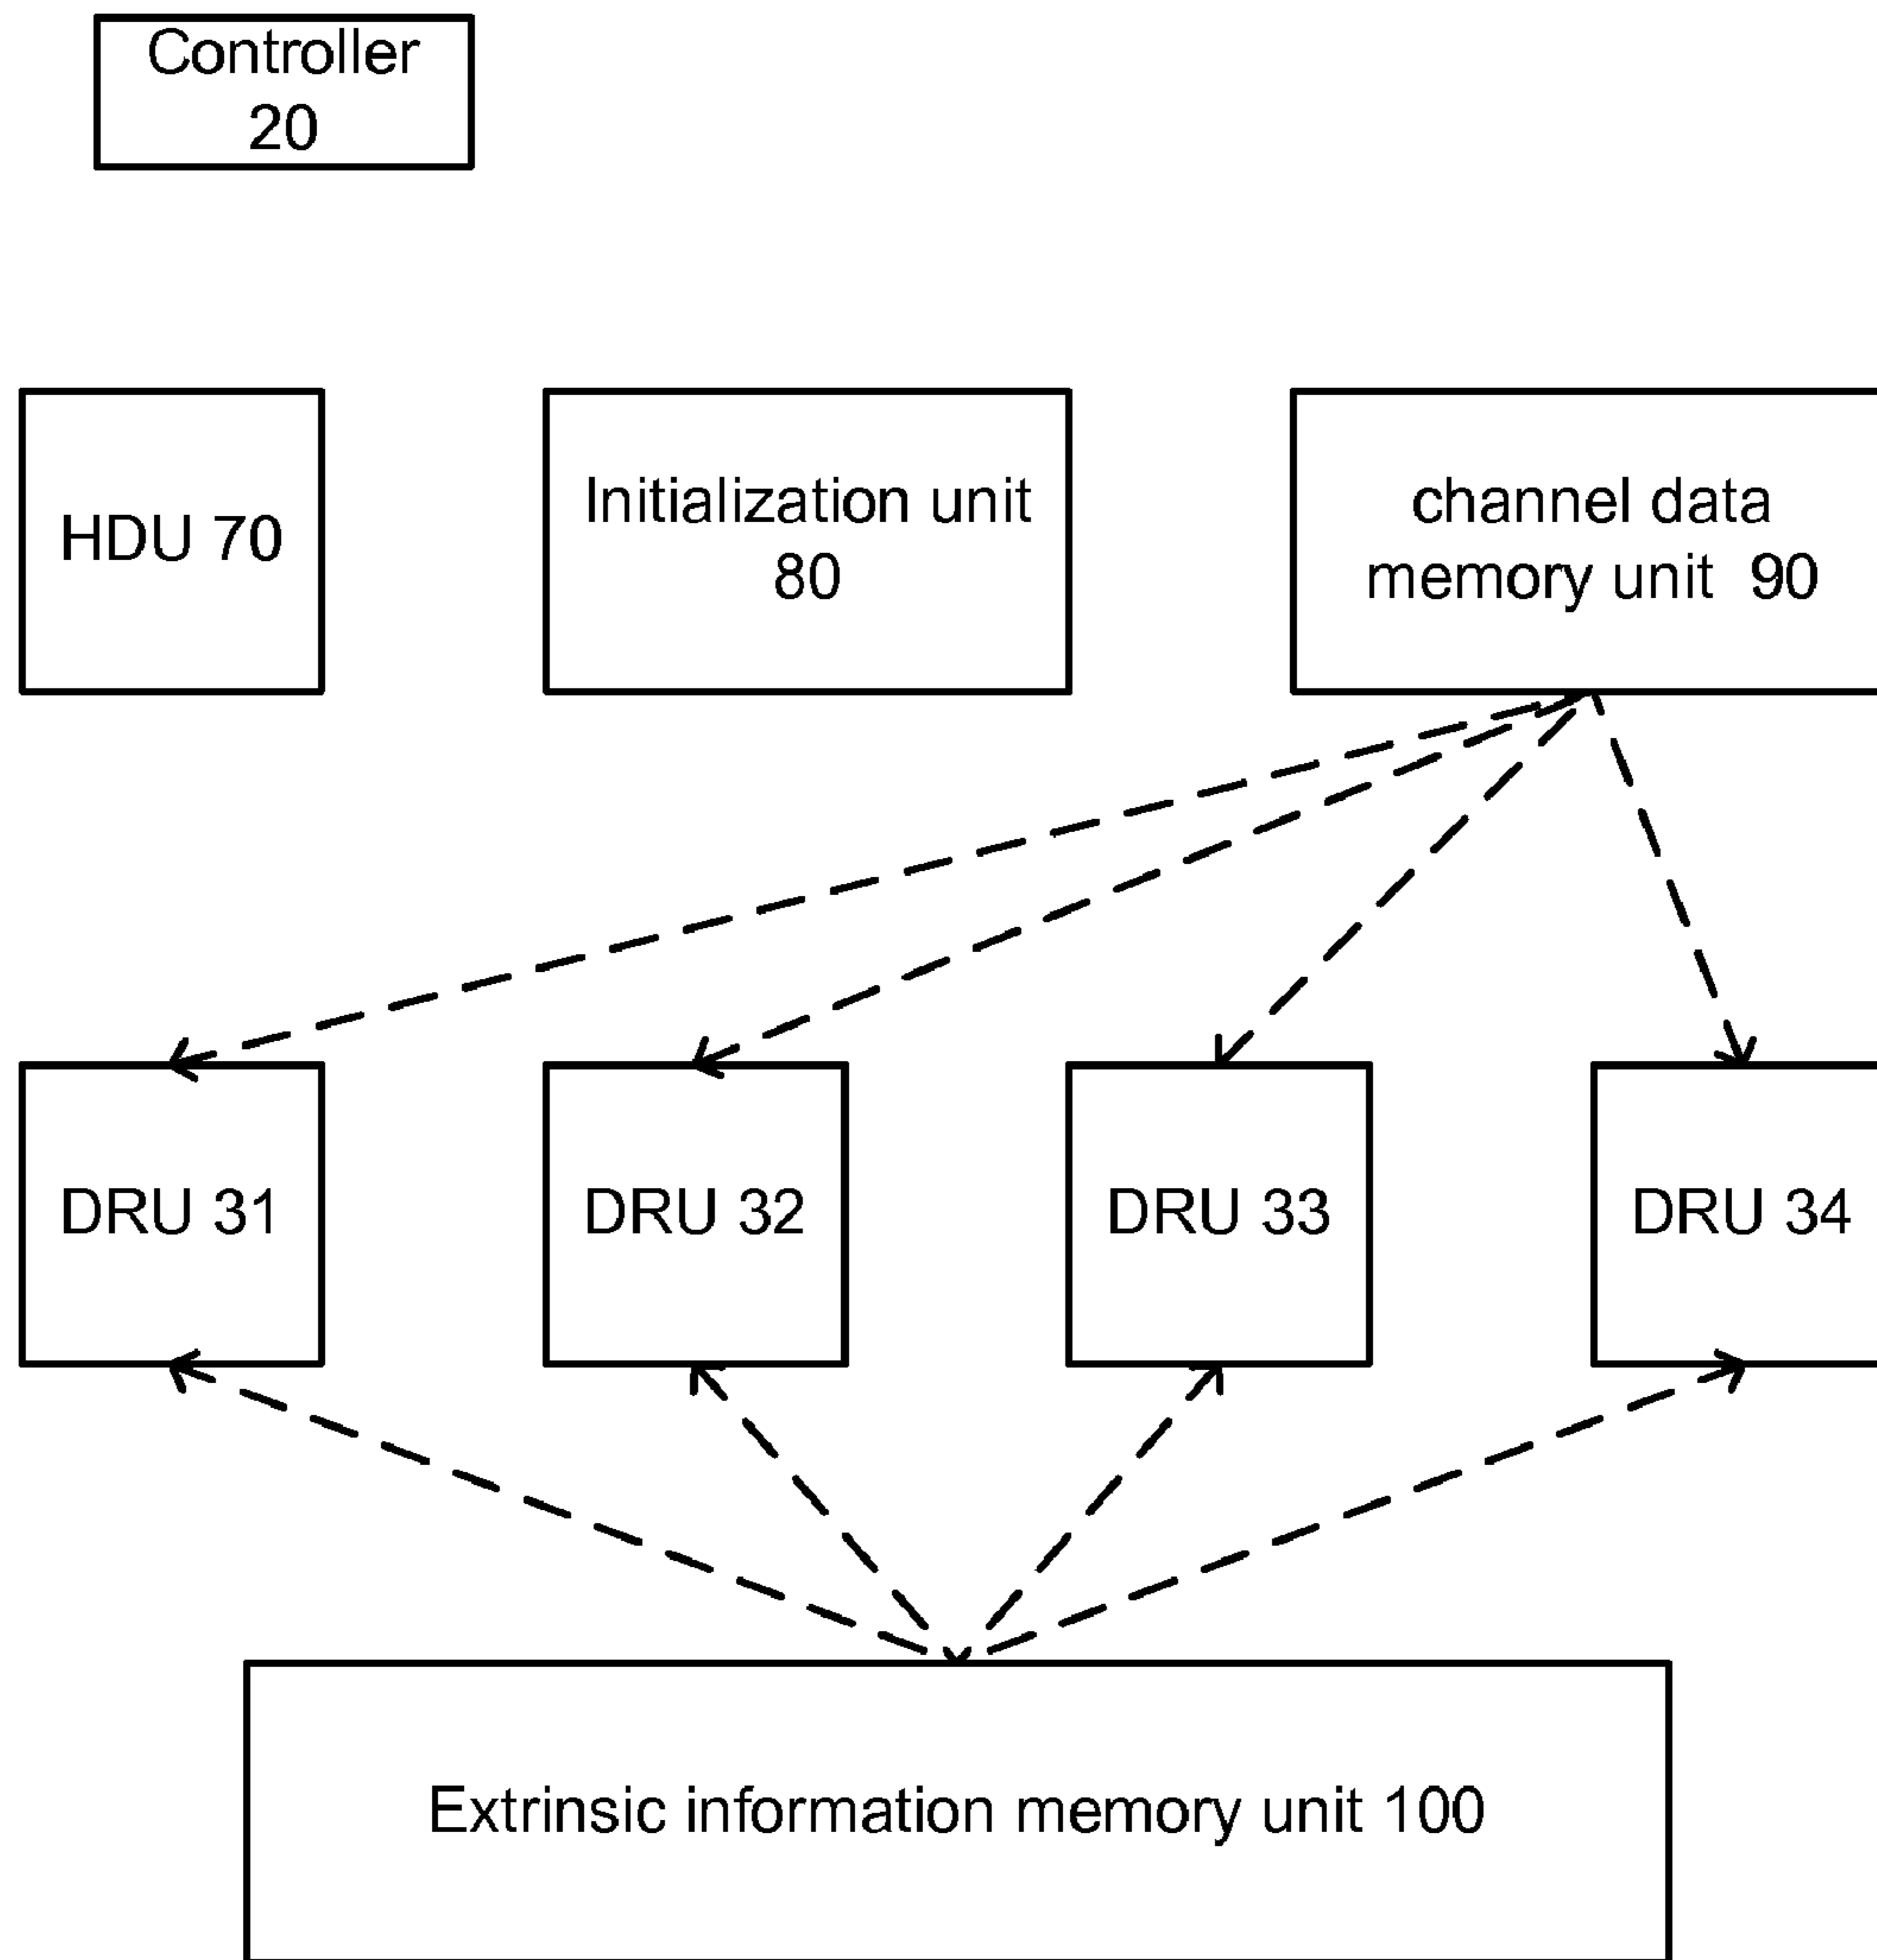 Controller
20
HDU 70
Initialization unit
80
channel data
memory unit 90
DRU 31
DRU 32
DRU 33
DRU 34
Extrinsic information memory unit 100